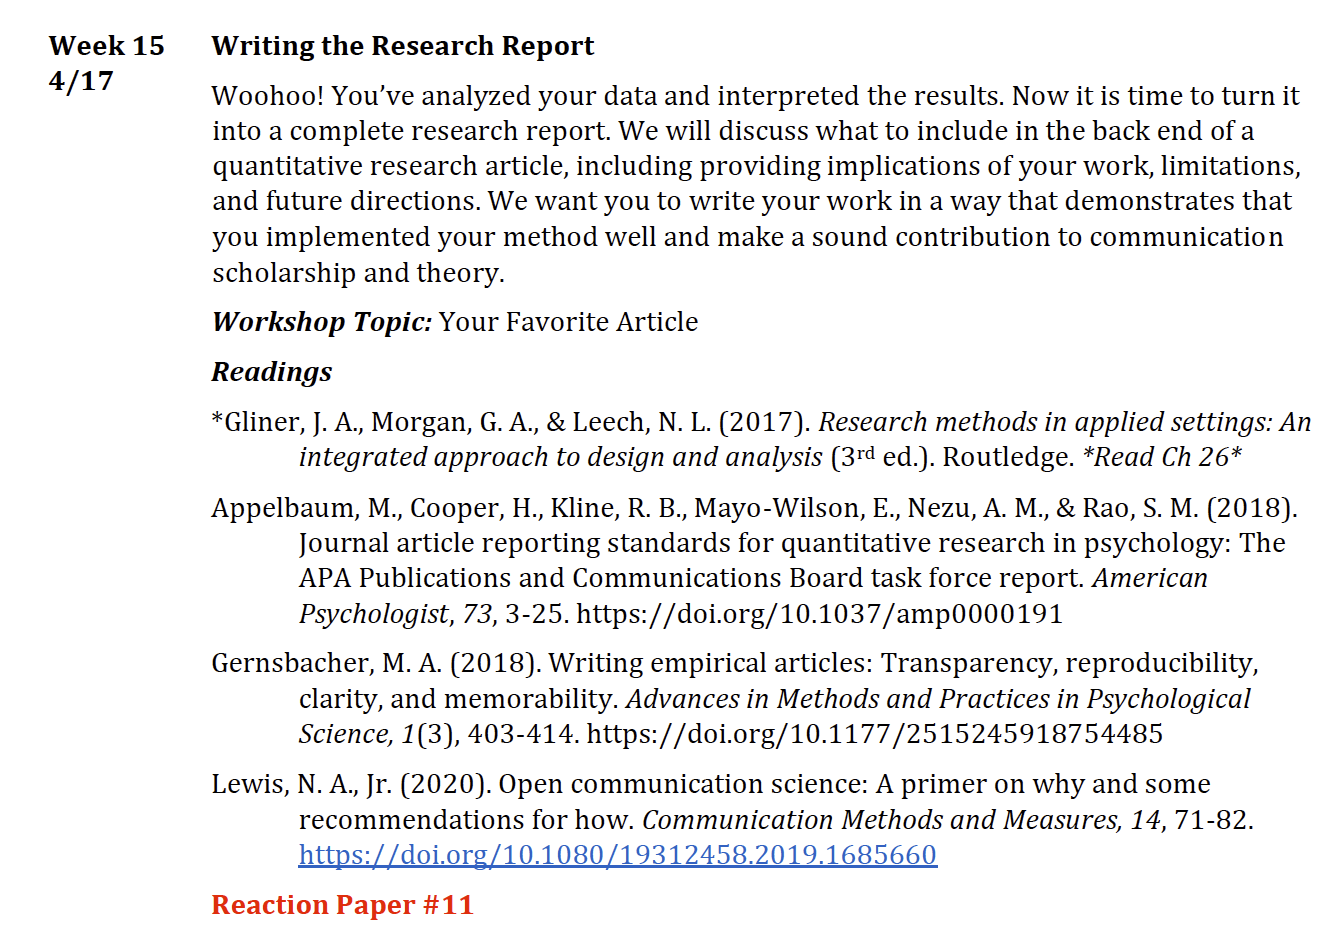 Week 15
4/17
Writing the Research Report
Woohoo! You’ve analyzed your data and interpreted the results. Now it is time to turn it
into a complete research report. We will discuss what to include in the back end of a
quantitative research article, including providing implications of your work, limitations,
and future directions. We want you to write your work in a way that demonstrates that
you implemented your method well and make a sound contribution to communication
scholarship and theory.
Workshop Topic: Your Favorite Article
Readings
*Gliner, J. A., Morgan, G. A., & Leech, N. L. (2017). Research methods in applied settings: An
integrated approach to design and analysis (3rd ed.). Routledge. *Read Ch 26*
Appelbaum, M., Cooper, H., Kline, R. B., Mayo-Wilson, E., Nezu, A. M., & Rao, S. M. (2018).
Journal article reporting standards for quantitative research in psychology: The
APA Publications and Communications Board task force report. American
Psychologist, 73, 3-25. https://doi.org/10.1037/amp0000191
Gernsbacher, M. A. (2018). Writing empirical articles: Transparency, reproducibility,
clarity, and memorability. Advances in Methods and Practices in Psychological
Science, 1(3), 403-414. https://doi.org/10.1177/2515245918754485
Lewis, N. A., Jr. (2020). Open communication science: A primer on why and some
recommendations for how. Communication Methods and Measures, 14, 71-82.
https://doi.org/10.1080/19312458.2019.1685660
Reaction Paper #11